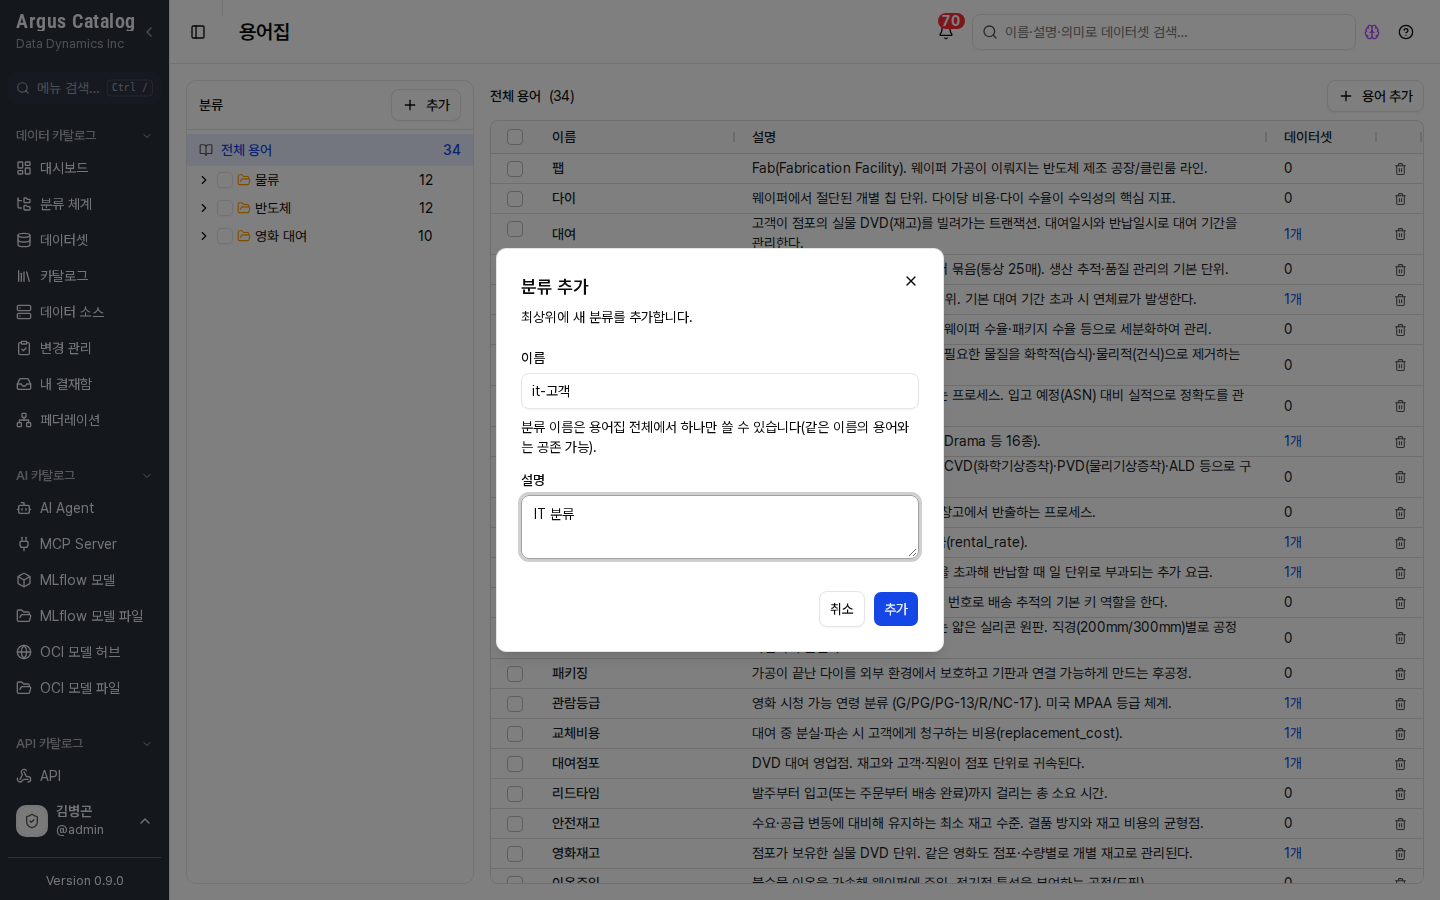 Argus Catalog
Data Dynamics Inc
메뉴 검색...
Ctrl /
데이터 카탈로그
대시보드
분류 체계
데이터셋
카탈로그
데이터 소스
변경 관리
내 결재함
페더레이션
AI 카탈로그
AI Agent
MCP Server
MLflow 모델
MLflow 모델 파일
OCI 모델 허브
OCI 모델 파일
API 카탈로그
API
김병곤
@admin
Version 0.9.0
용어집
70
이름·설명·의미로 데이터셋 검색...
분류
추가
전체 용어 34
물류 12
반도체 12
영화 대여 10
전체 용어 (34)
용어 추가
이름 설명 데이터셋
팹 Fab(Fabrication Facility). 웨이퍼 가공이 이뤄지는 반도체 제조 공장/클린룸 라인. 0
다이 웨이퍼에서 절단된 개별 칩 단위. 다이당 비용·다이 수율이 수익성의 핵심 지표. 0
대여 고객이 점포의 실물 DVD(재고)를 빌려가는 트랜잭션. 대여일시와 반납일시로 대여 기간을
관리한다. 1개
묶음(통상 25매). 생산 추적·품질 관리의 기본 단위. 0
위. 기본 대여 기간 초과 시 연체료가 발생한다. 1개
웨이퍼 수율·패키지 수율 등으로 세분화하여 관리. 0
필요한 물질을 화학적(습식)·물리적(건식)으로 제거하는
0
프로세스. 입고 예정(ASN) 대비 실적으로 정확도를 관
0
Drama 등 16종). 1개
CVD(화학기상증착)·PVD(물리기상증착)·ALD 등으로 구
0
창고에서 반출하는 프로세스. 0
(rental_rate). 1개
초과해 반납할 때 일 단위로 부과되는 추가 요금. 1개
번호로 배송 추적의 기본 키 역할을 한다. 0
얇은 실리콘 원판. 직경(200mm/300mm)별로 공정
0
패키징 가공이 끝난 다이를 외부 환경에서 보호하고 기판과 연결 가능하게 만드는 후공정. 0
관람등급 영화 시청 가능 연령 분류 (G/PG/PG-13/R/NC-17). 미국 MPAA 등급 체계. 1개
교체비용 대여 중 분실·파손 시 고객에게 청구하는 비용(replacement_cost). 1개
대여점포 DVD 대여 영업점. 재고와 고객·직원이 점포 단위로 귀속된다. 1개
리드타임 발주부터 입고(또는 주문부터 배송 완료)까지 걸리는 총 소요 시간. 0
안전재고 수요·공급 변동에 대비해 유지하는 최소 재고 수준. 결품 방지와 재고 비용의 균형점. 0
영화재고 점포가 보유한 실물 DVD 단위. 같은 영화도 점포·수량별로 개별 재고로 관리된다. 1개
분류 추가
최상위에 새 분류를 추가합니다.
이름
it-고객
분류 이름은 용어집 전체에서 하나만 쓸 수 있습니다(같은 이름의 용어와
는 공존 가능).
설명
IT 분류
취소
추가